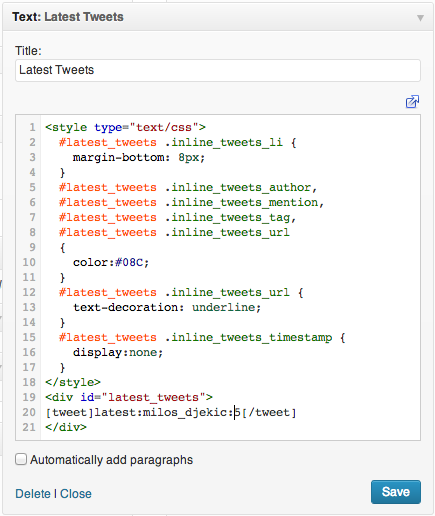 Text: Latest Tweets
Title:
Latest Tweets
1 <style type="text/css">
2 #latest_tweets .inline_tweets_li {
3 margin-bottom: 8px;
4 }
5 #latest_tweets .inline_tweets_author,
6 #latest_tweets .inline_tweets_mention,
7 #latest_tweets .inline_tweets_tag,
8 #latest_tweets .inline_tweets_url
9 {
10 color:#08C;
11 }
12 #latest_tweets .inline_tweets_url {
13 text-decoration: underline;
14 }
15 #latest_tweets .inline_tweets_timestamp {
16 display:none;
17 }
18 </style>
19 <div id="latest_tweets">
20 [tweet]latest:milos_djekic:5[/tweet]
21 </div>
Automatically add paragraphs
Delete | Close
Save